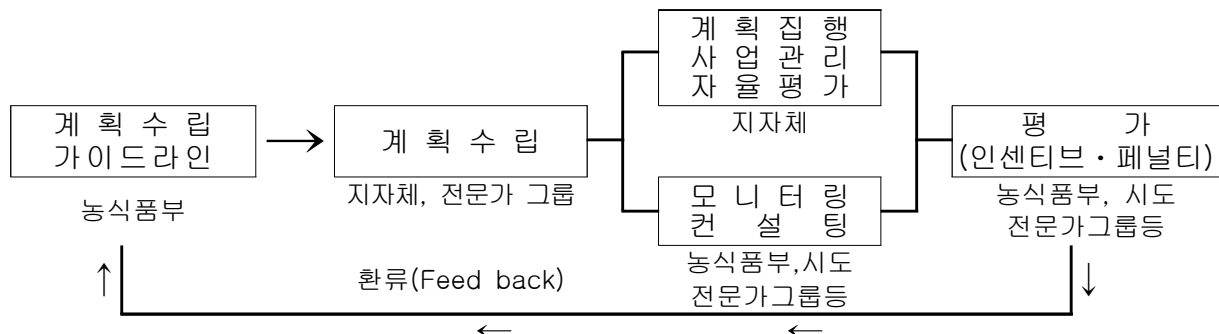 계획수립
가이드라인
농식품부
→
계획수립
지자체, 전문가 그룹
계획집행
사업관리
자율평가
지자체
모니터링
컨설팅
농식품부,시도
전문가그룹등
평 가
(인센티브・페널티)
농식품부, 시도
전문가그룹등
↓
환류(Feed back)
↑
← ←